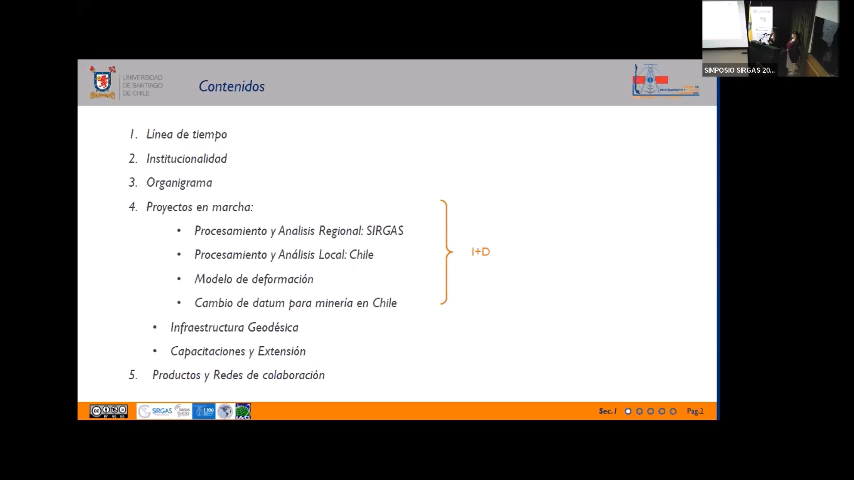 SIMPOSIO SIRGAS 20...
UNIVERSIDAD
DE SANTIAGO
DE CHILE
Contenidos
1. Línea de tiempo
2. Institucionalidad
3. Organigrama
4. Proyectos en marcha:
• Procesamiento y Analisis Regional: SIRGAS
• Procesamiento y Análisis Local: Chile
• Modelo de deformación
• Cambio de datum para minería en Chile
I+D
• Infraestructura Geodésica
• Capacitaciones y Extensión
5. Productos y Redes de colaboración
SIRGAS
IAG
Sec. 1
Pag.2